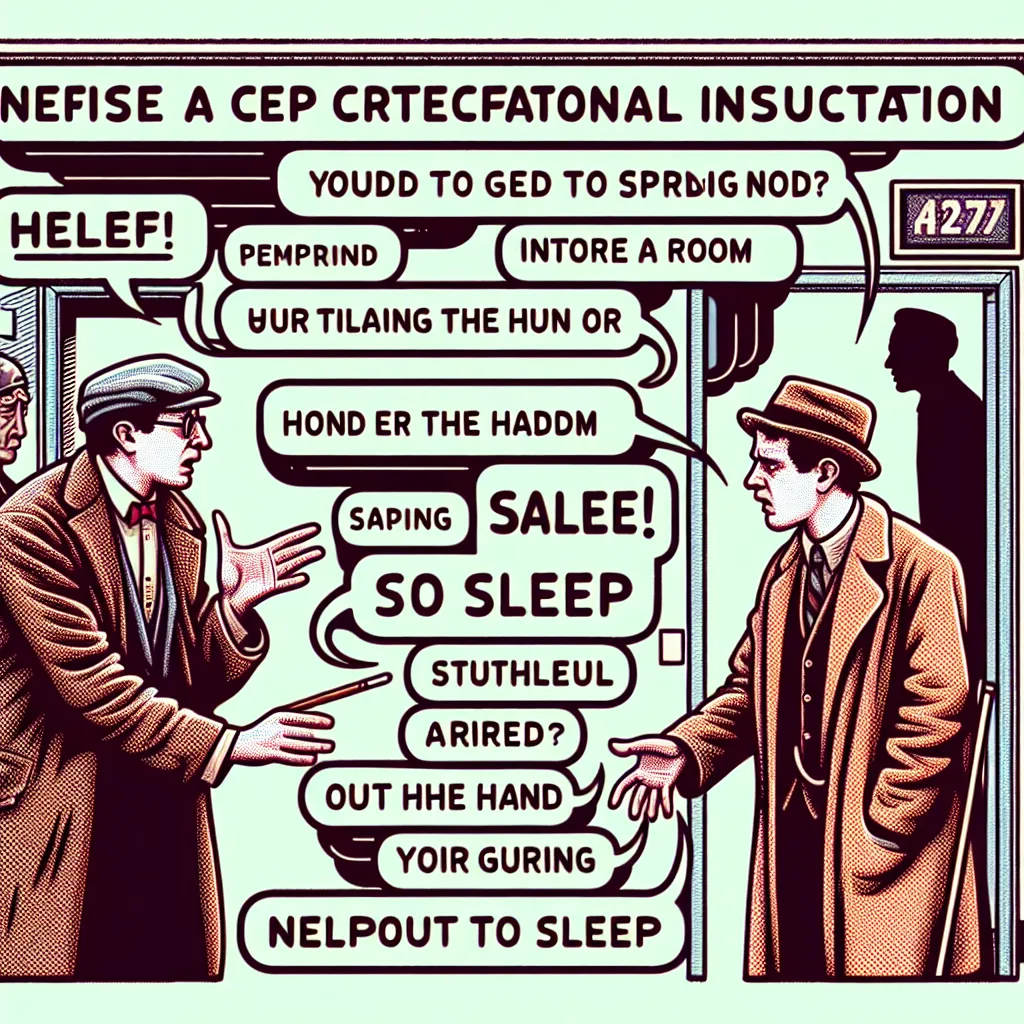 NEFISE A CEP CRTECFATONAL INSUCTATION
YOUDD TO GED TO SPRDIG NOD?
HELEF!
A277
PEMPRIND
INTORE A ROOM
UUR TILAING THE HUN OR
HOND ER THE HADDM
SAPING
SALEE!
SO SLEEP
STUTHLEUL
ARIRED?
OUT HHE HAND
YOIR GURING
NELPOUT TO SLEEP